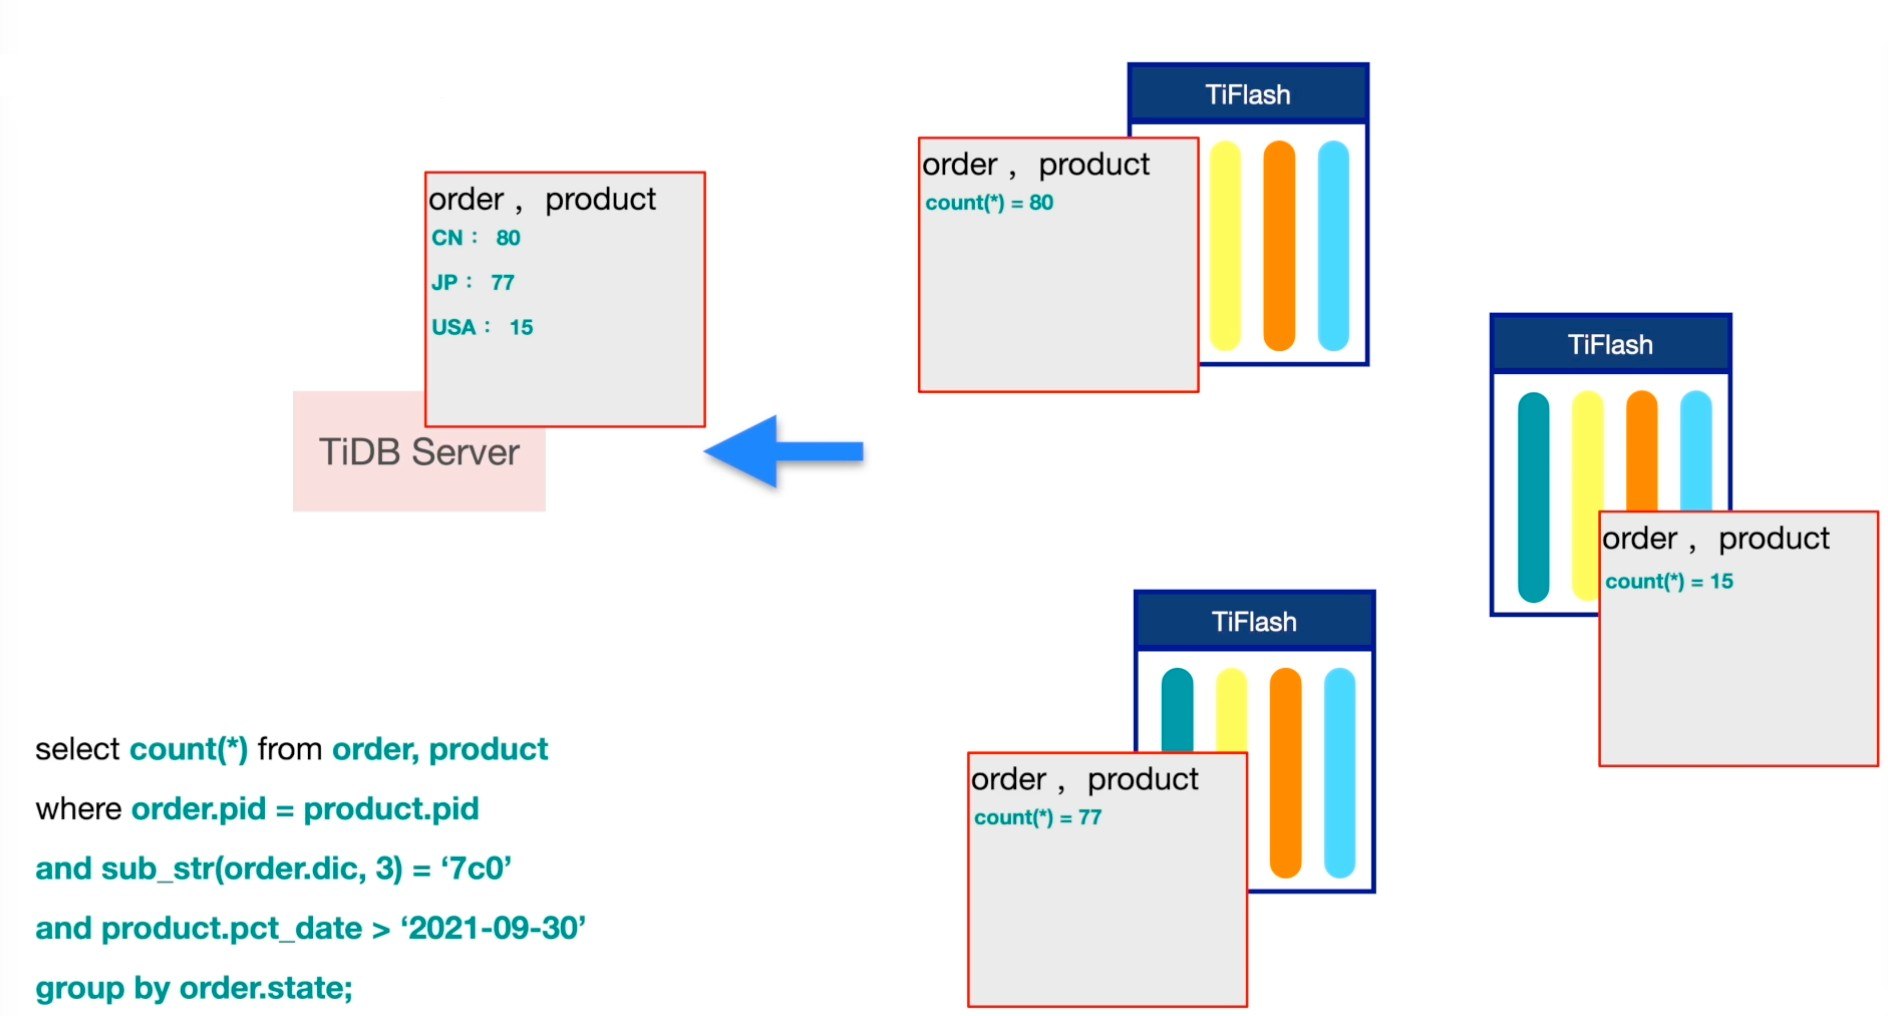 TiFlash
order ,  product
count(*) = 80
order ,  product
CN :  80
JP :  77
USA :  15
TiDB Server
TiFlash
order ,  product
count(*) = 15
TiFlash
order ,  product
count(*) = 77
select count(*) from order, product
where order.pid = product.pid
and sub_str(order.dic, 3) = ‘7c0’
and product.pct_date > ‘2021-09-30’
group by order.state;